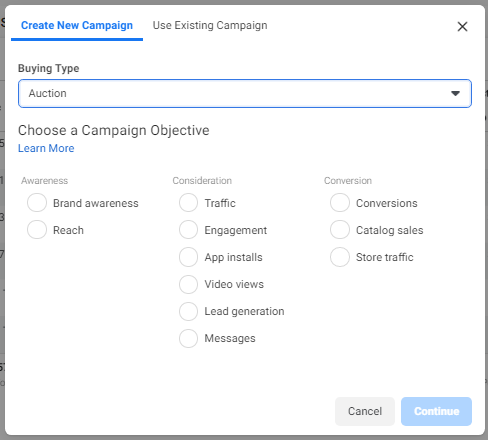 Create New Campaign
Use Existing Campaign
Buying Type
Auction
Choose a Campaign Objective
Learn More
Awareness
Brand awareness
Reach
Consideration
Traffic
Engagement
App installs
Video views
Lead generation
Messages
Conversion
Conversions
Catalog sales
Store traffic
Cancel
Continue